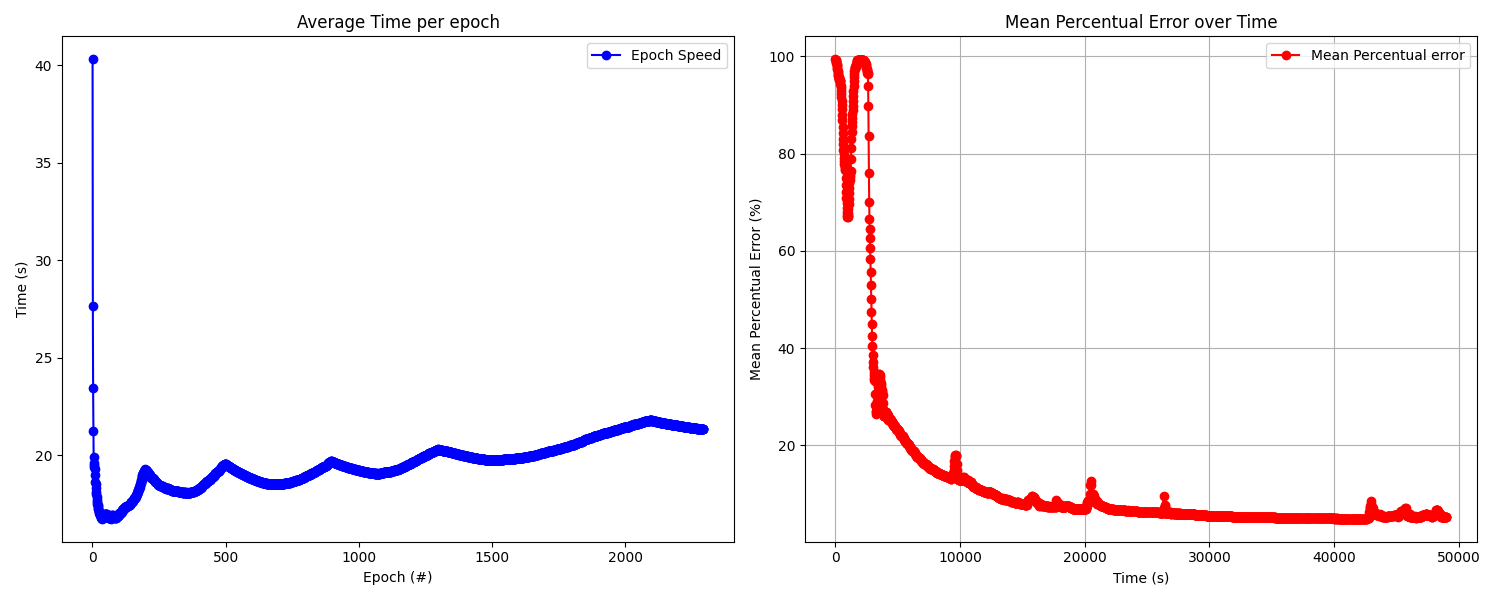 Average Time per epoch
Epoch Speed
40
35
30
25
20
Time (s)
0
500
1000
1500
2000
Epoch (#)
Mean Percentual Error over Time
Mean Percentual error
100
80
60
40
20
Mean Percentual Error (%)
0
10000
20000
30000
40000
50000
Time (s)